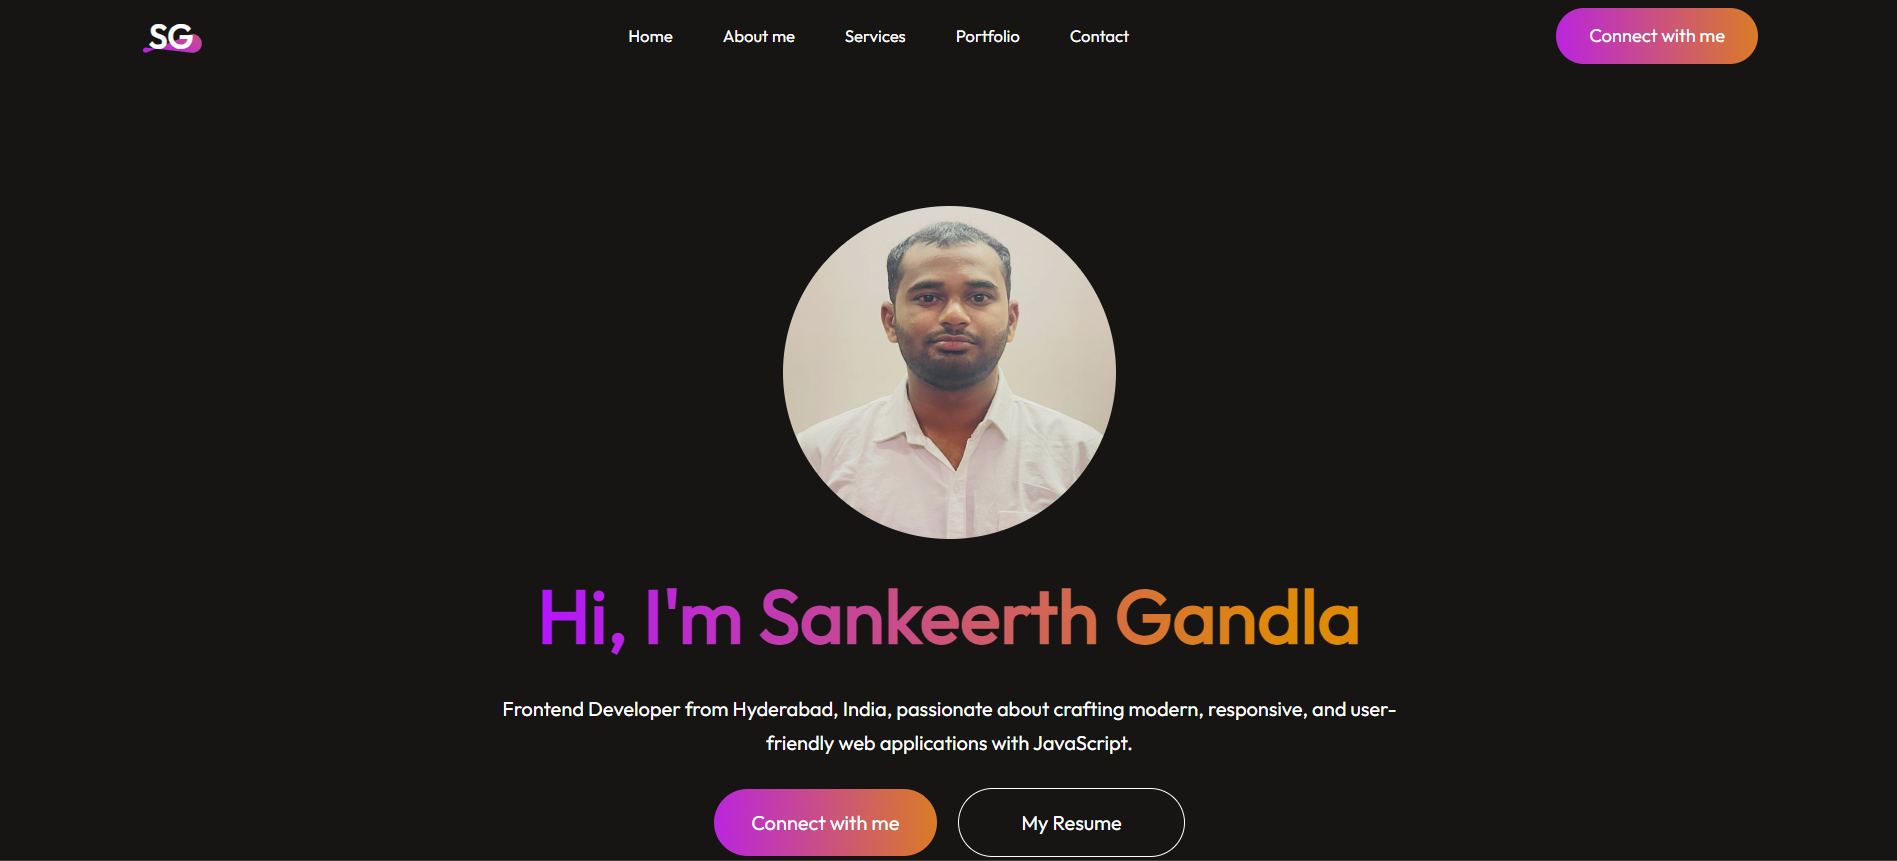 SG
Home
About me
Services
Portfolio
Contact
Connect with me
Hi, I'm Sankeerth Gandla
Frontend Developer from Hyderabad, India, passionate about crafting modern, responsive, and user-
friendly web applications with JavaScript.
Connect with me
My Resume